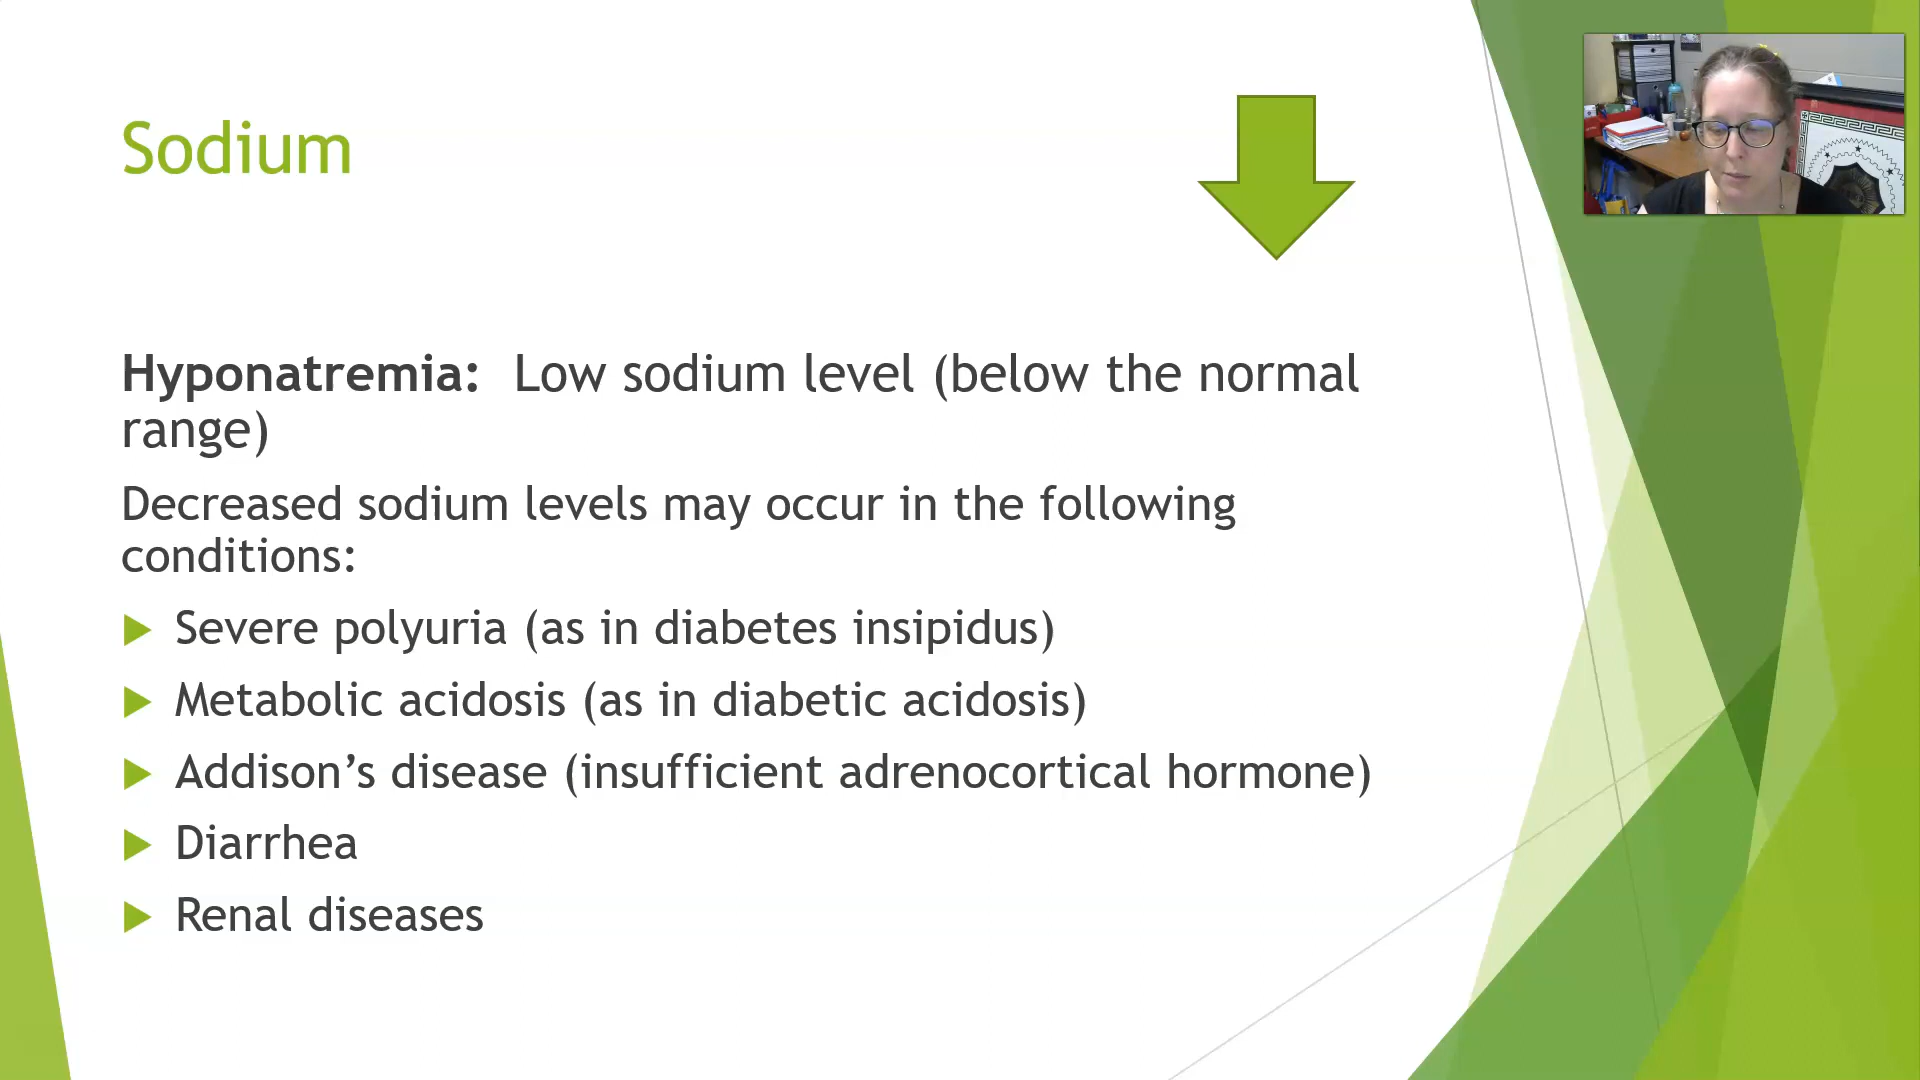 Sodium
Hyponatremia: Low sodium level (below the normal
range)
Decreased sodium levels may occur in the following
conditions:
Severe polyuria (as in diabetes insipidus)
Metabolic acidosis (as in diabetic acidosis)
Addison’s disease (insufficient adrenocortical hormone)
Diarrhea
Renal diseases